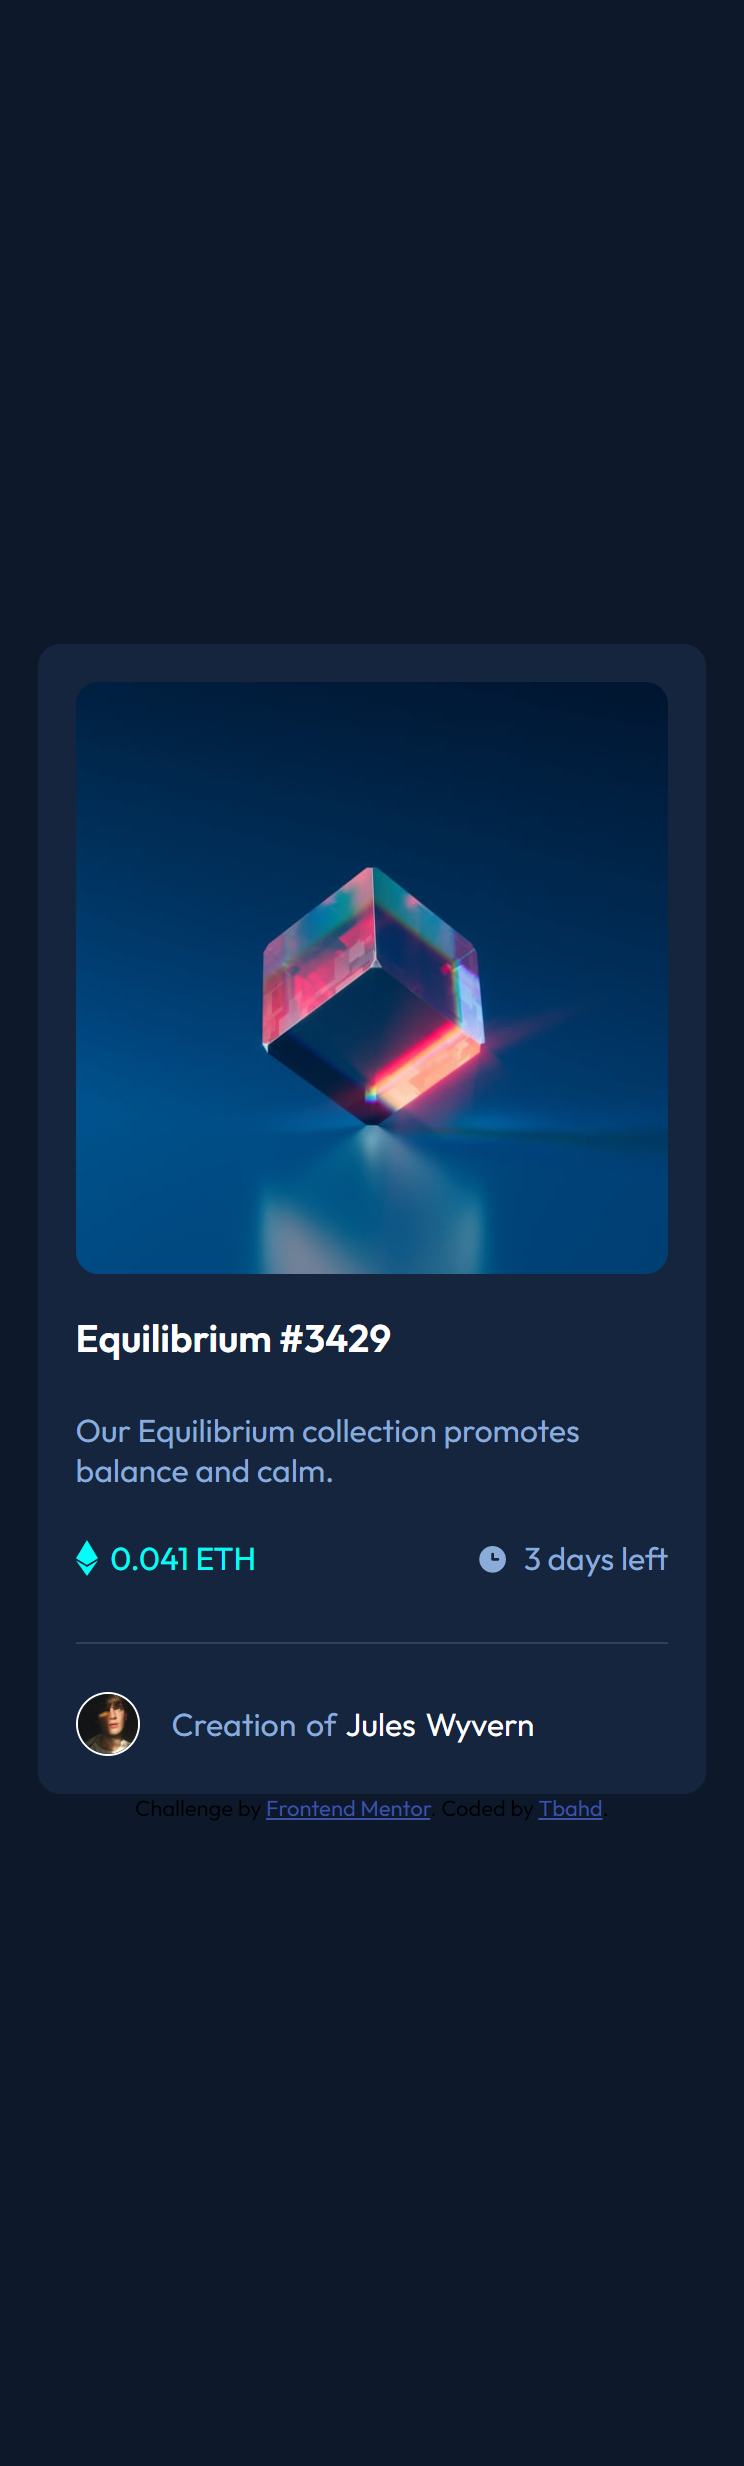 Equilibrium #3429
Our Equilibrium collection promotes
balance and calm.
0.041 ETH
3 days left
Creation of Jules Wyvern
Challenge by Frontend Mentor. Coded by Tbahd.